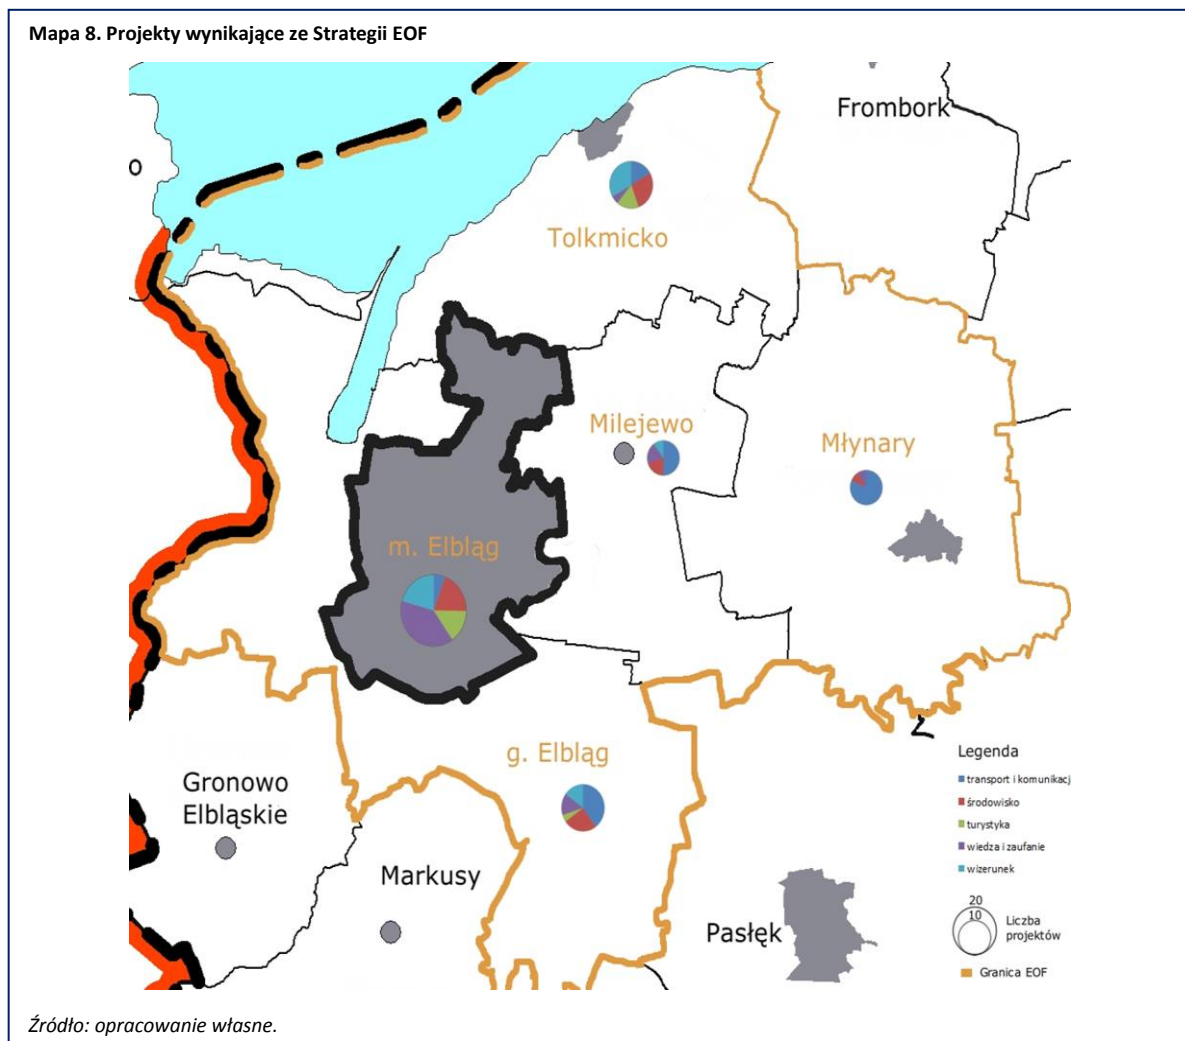 Mapa 8. Projekty wynikające ze Strategii EOF
Frombork
o
Tolkmicko
Milejewo
Młynary
m. Elbląg
g. Elbląg
Legenda
transport i komunikacj
środowisko
turystyka
wiedza i zaufanie
wizerunek
20
10
Liczba
projektów
Granica EOF
Gronowo
Elbląskie
Markusy
Pasłęk
Źródło: opracowanie własne.